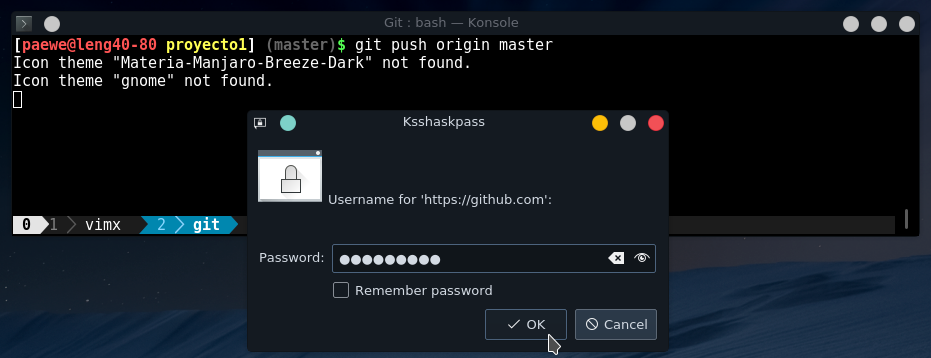 Git : bash — Konsole
[paewe@leng40-80 proyecto1] (master)$ git push origin master
Icon theme "Materia-Manjaro-Breeze-Dark" not found.
Icon theme "gnome" not found.
Ksshaskpass
Username for 'https://github.com':
Password: ●●●●●●●●●
Remember password
OK Cancel
0 1 vimx 2 git